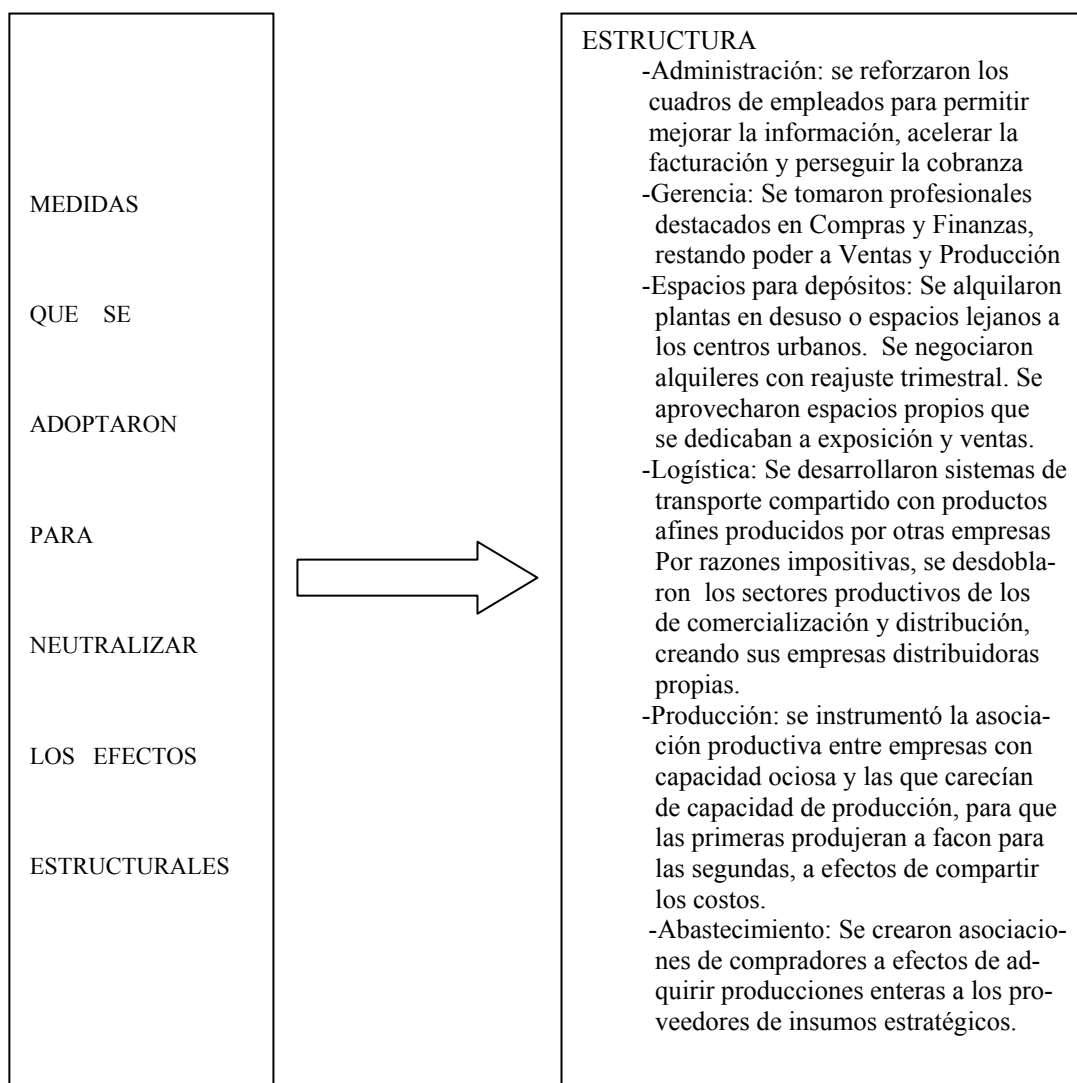 MEDIDAS
QUE SE
ADOPTARON
PARA
NEUTRALIZAR
LOS EFECTOS
ESTRUCTURALES
ESTRUCTURA
-Administración: se reforzaron los
cuadros de empleados para permitir
mejorar la información, acelerar la
facturación y perseguir la cobranza
-Gerencia: Se tomaron profesionales
destacados en Compras y Finanzas,
restando poder a Ventas y Producción
-Espacios para depósitos: Se alquilaron
plantas en desuso o espacios lejanos a
los centros urbanos. Se negociaron
alquileres con reajuste trimestral. Se
aprovecharon espacios propios que
se dedicaban a exposición y ventas.
-Logística: Se desarrollaron sistemas de
transporte compartido con productos
afines producidos por otras empresas
Por razones impositivas, se desdobla-
ron los sectores productivos de los
de comercialización y distribución,
creando sus empresas distribuidoras
propias.
-Producción: se instrumentó la asocia-
ción productiva entre empresas con
capacidad ociosa y las que carecían
de capacidad de producción, para que
las primeras produjeran a facon para
las segundas, a efectos de compartir
los costos.
-Abastecimiento: Se crearon asociacio-
nes de compradores a efectos de ad-
quirir producciones enteras a los pro-
veedores de insumos estratégicos.